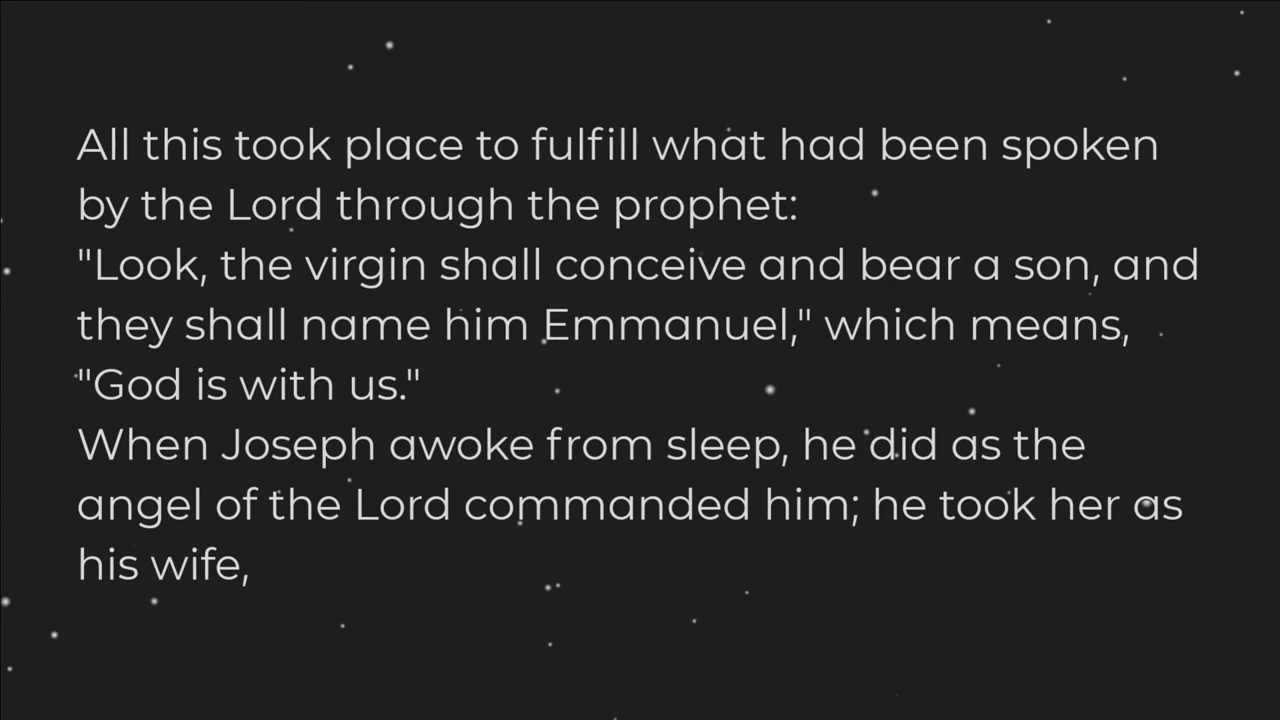 All this took place to fulfill what had been spoken
by the Lord through the prophet:
"Look, the virgin shall conceive and bear a son, and
they shall name him Emmanuel," which means,
"God is with us."
When Joseph awoke from sleep, he did as the
angel of the Lord commanded him; he took her as
his wife,